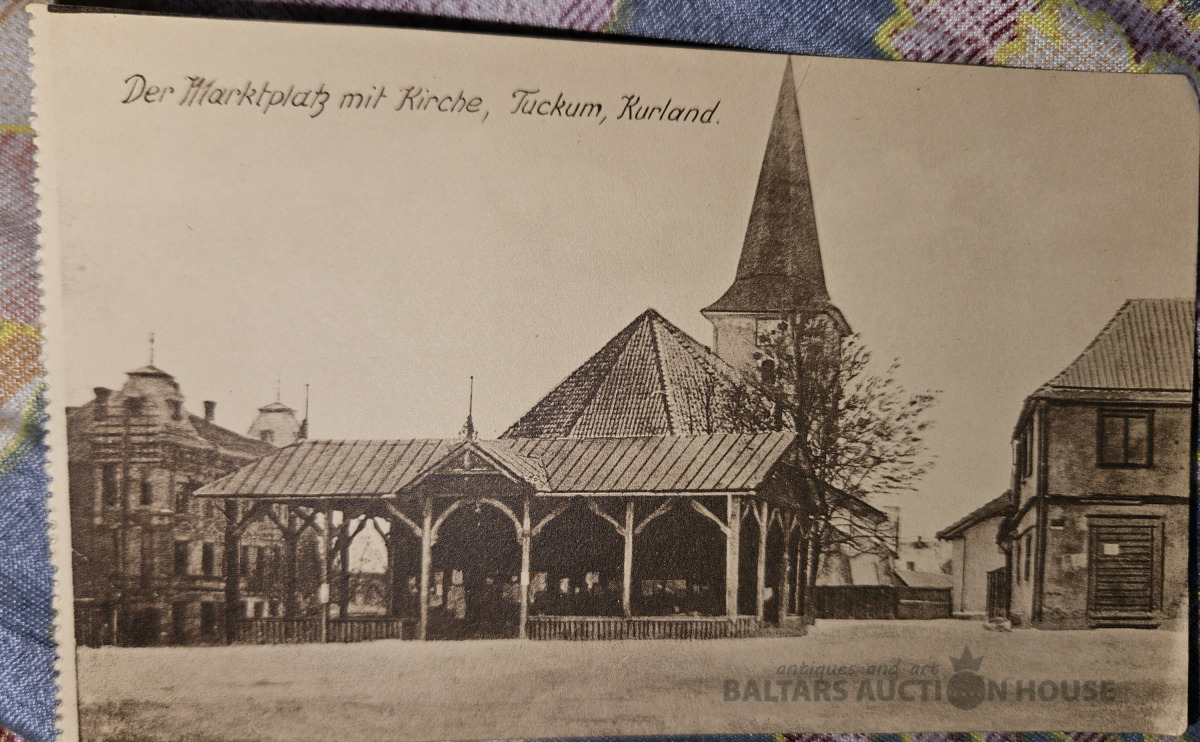 Der Marktplatz mit Kirche, Tuckum, Kurland.
antiques and art
BALTARS AUCTION HOUSE